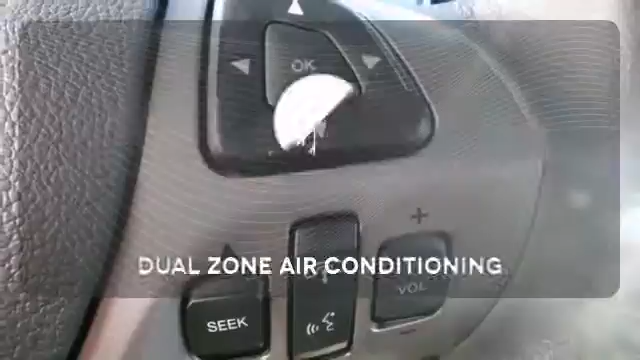 OK
DUAL ZONE AIR CONDITIONING
+
VOL
-
SEEK